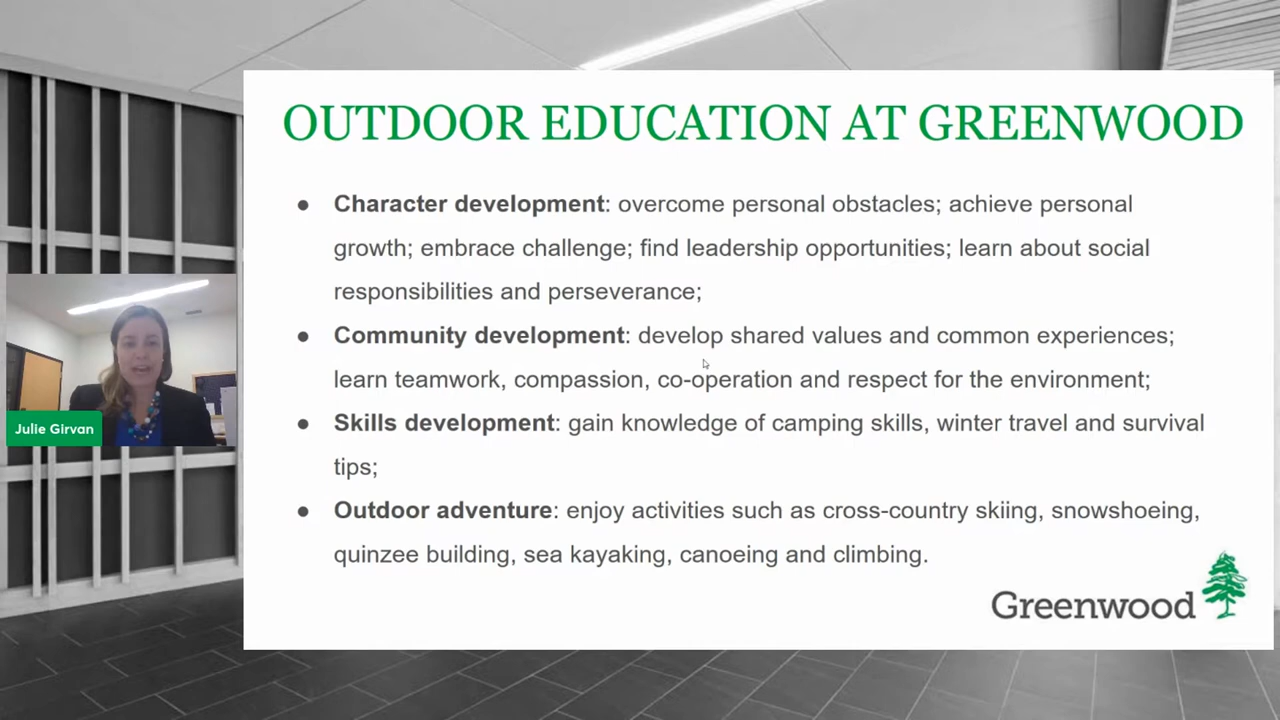 OUTDOOR EDUCATION AT GREENWOOD
● Character development: overcome personal obstacles; achieve personal
growth; embrace challenge; find leadership opportunities; learn about social
responsibilities and perseverance;
● Community development: develop shared values and common experiences;
learn teamwork, compassion, co-operation and respect for the environment;
● Skills development: gain knowledge of camping skills, winter travel and survival
tips;
● Outdoor adventure: enjoy activities such as cross-country skiing, snowshoeing,
quinzee building, sea kayaking, canoeing and climbing.
Greenwood
Julie Girvan